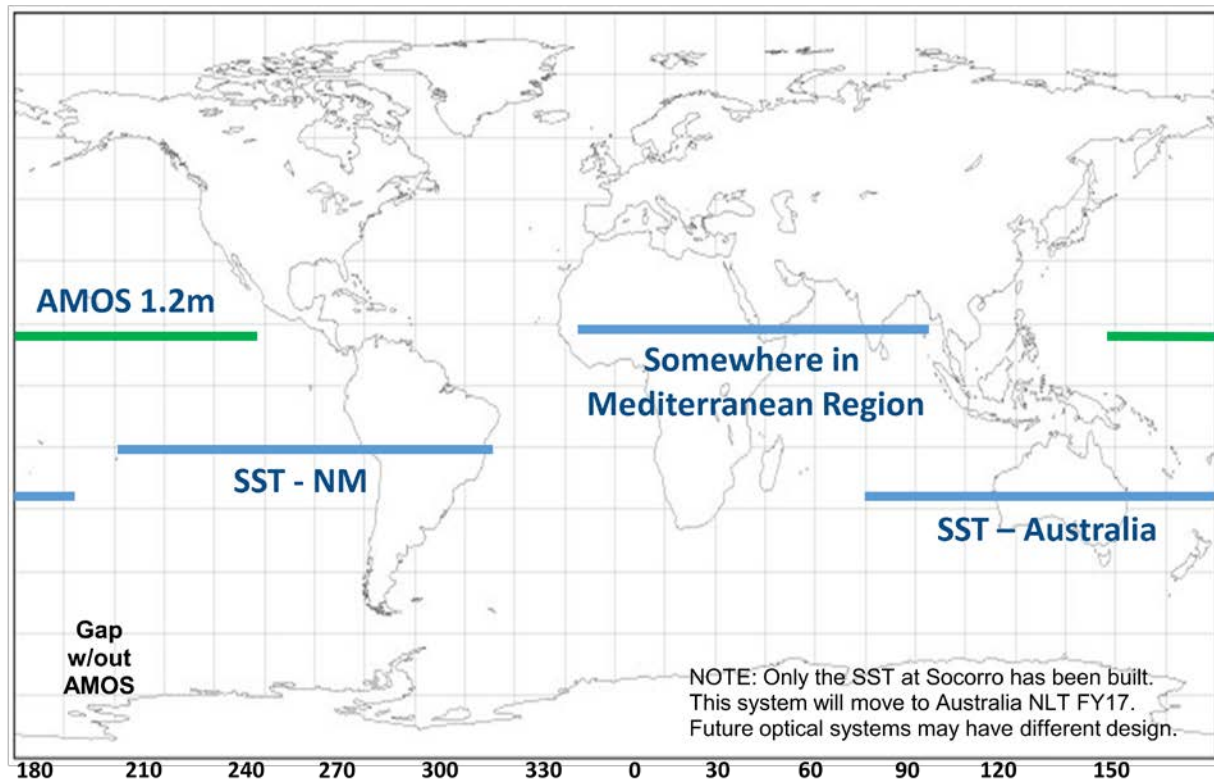 AMOS 1.2m
Somewhere in
Mediterranean Region
SST - NM
SST – Australia
Gap
w/out
AMOS
NOTE: Only the SST at Socorro has been built.
This system will move to Australia NLT FY17.
Future optical systems may have different design.
180 210 240 270 300 330 0 30 60 90 120 150